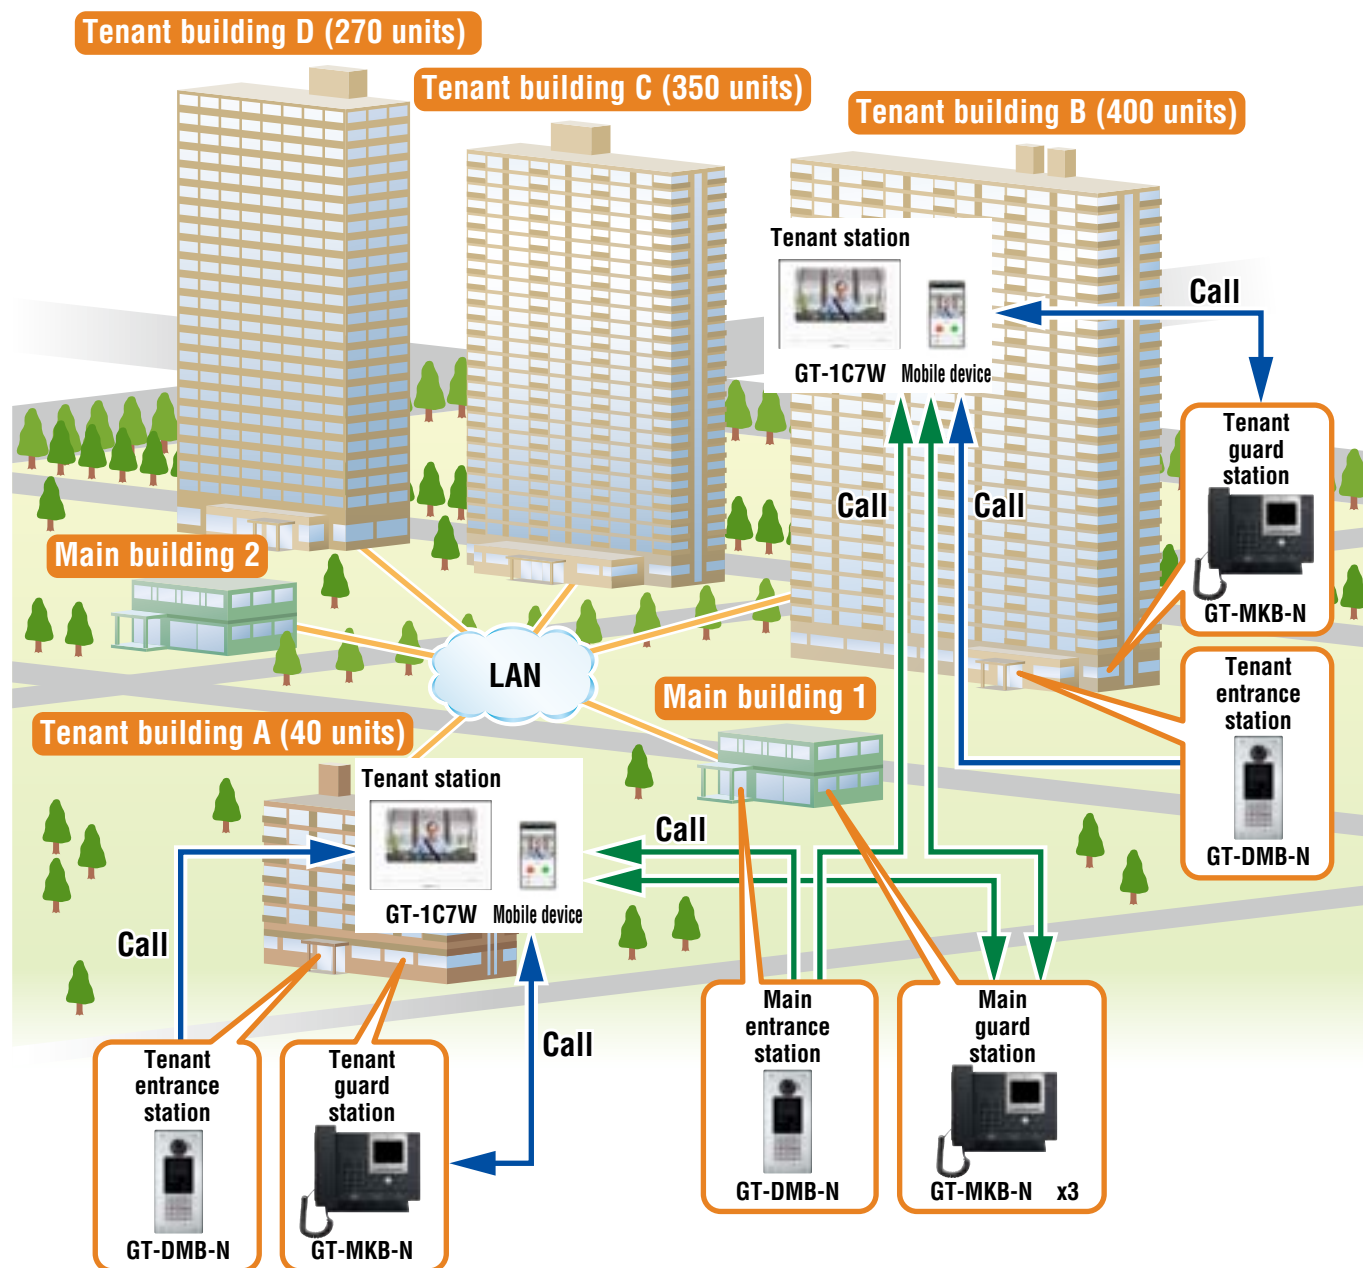 Tenant building D (270 units)
Tenant building C (350 units)
Tenant building B (400 units)
Tenant station
GT-1C7W
Mobile device
Call
Tenant
guard
station
GT-MKB-N
Call
Call
Main building 2
LAN
Tenant
entrance
station
GT-DMB-N
Main building 1
Tenant building A (40 units)
Tenant station
GT-1C7W
Mobile device
Call
Call
Call
Tenant
entrance
station
GT-DMB-N
Tenant
guard
station
GT-MKB-N
Main
entrance
station
GT-DMB-N
Main
guard
station
GT-MKB-N x3